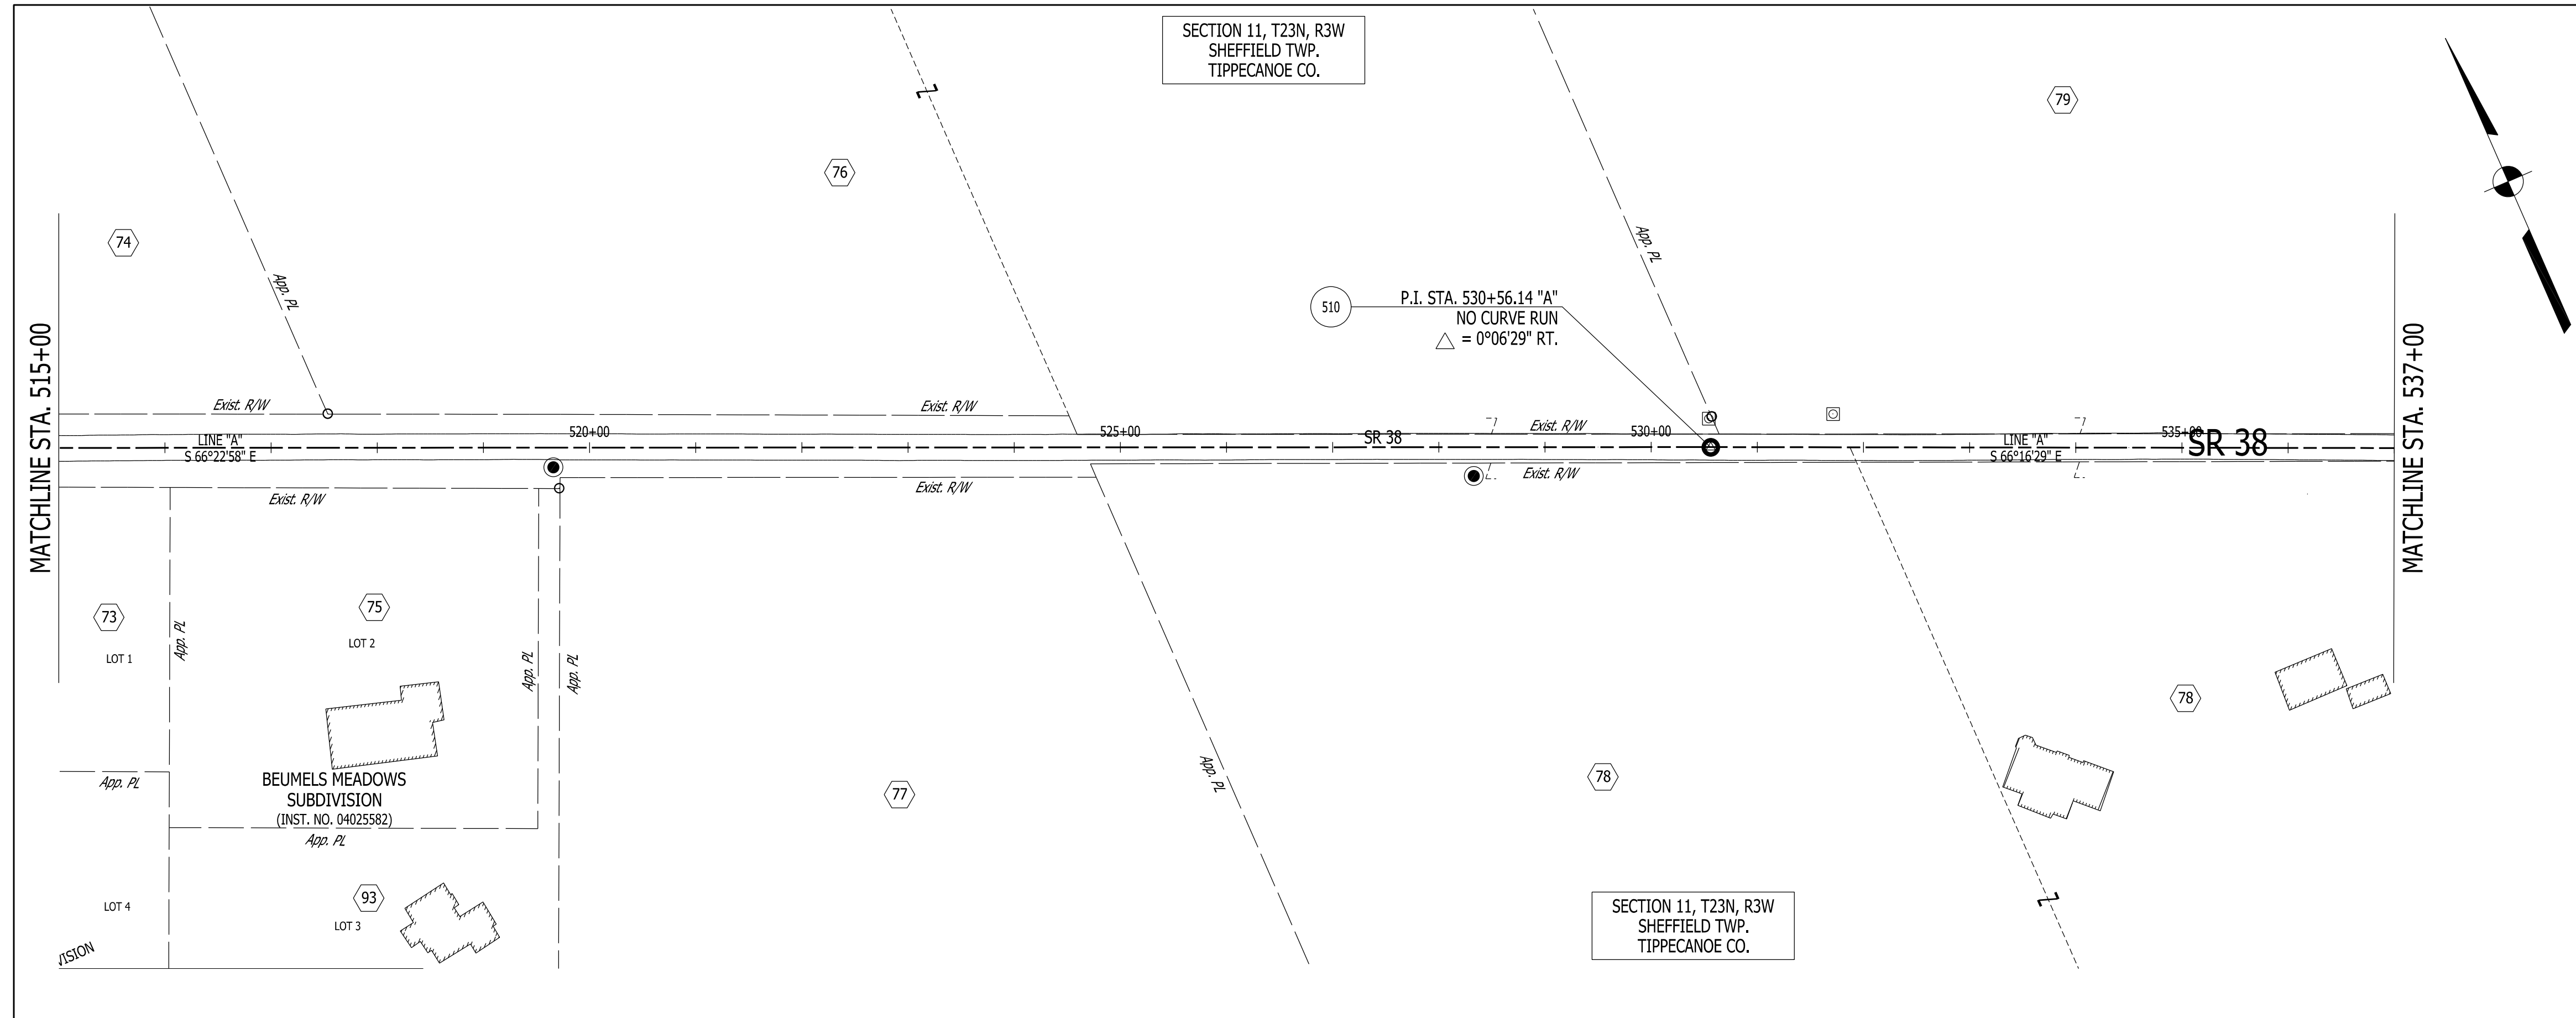 SECTION 11, T23N, R3W
SHEFFIELD TWP.
TIPPECANOE CO.
79
76
74
App. PL
App. PL
510
P.I. STA. 530+56.14 "A"
NO CURVE RUN
△ = 0°06'29" RT.
MATCHLINE STA. 515+00
MATCHLINE STA. 537+00
Exist. R/W
Exist. R/W
Exist. R/W
LINE "A"
S 66°22'58" E
520+00
525+00
SR 38
530+00
LINE "A"
S 66°16'29" E
535+00
SR 38
Exist. R/W
Exist. R/W
Exist. R/W
73
LOT 1
App. PL
75
LOT 2
App. PL
App. PL
78
App. PL
BEUMELS MEADOWS
SUBDIVISION
(INST. NO. 04025582)
App. PL
77
App. PL
78
93
LOT 4
LOT 3
VISION
SECTION 11, T23N, R3W
SHEFFIELD TWP.
TIPPECANOE CO.